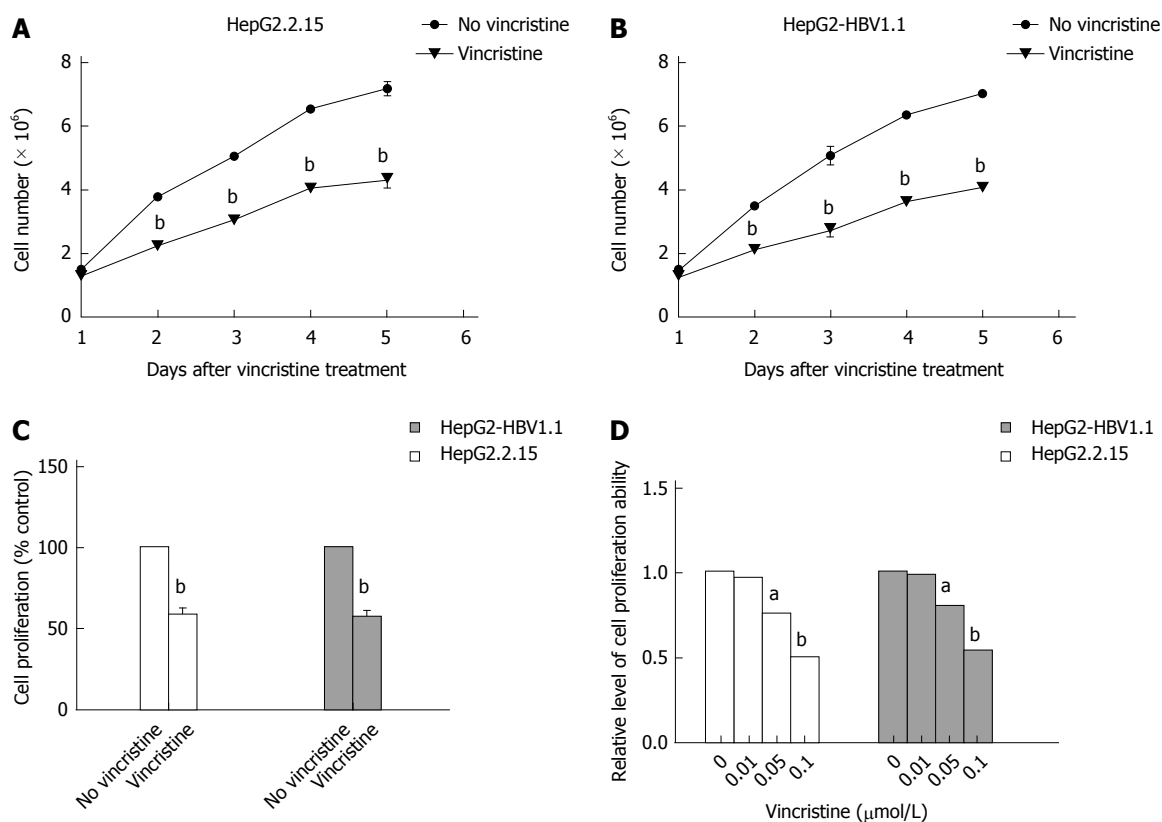 A
HepG2.2.15
No vincristine
Vincristine
Cell number (× 10⁶)
8
6
4
2
0
b
b
b
b
1 2 3 4 5 6
Days after vincristine treatment
B
HepG2-HBV1.1
No vincristine
Vincristine
Cell number (× 10⁶)
8
6
4
2
0
b
b
b
b
1 2 3 4 5 6
Days after vincristine treatment
C
HepG2-HBV1.1
HepG2.2.15
Cell proliferation (% control)
150
100
50
0
b
b
No vincristine
Vincristine
No vincristine
Vincristine
D
HepG2-HBV1.1
HepG2.2.15
Relative level of cell proliferation ability
1.5
1.0
0.5
0.0
a
b
a
b
0 0.01 0.05 0.1 0 0.01 0.05 0.1
Vincristine (μmol/L)